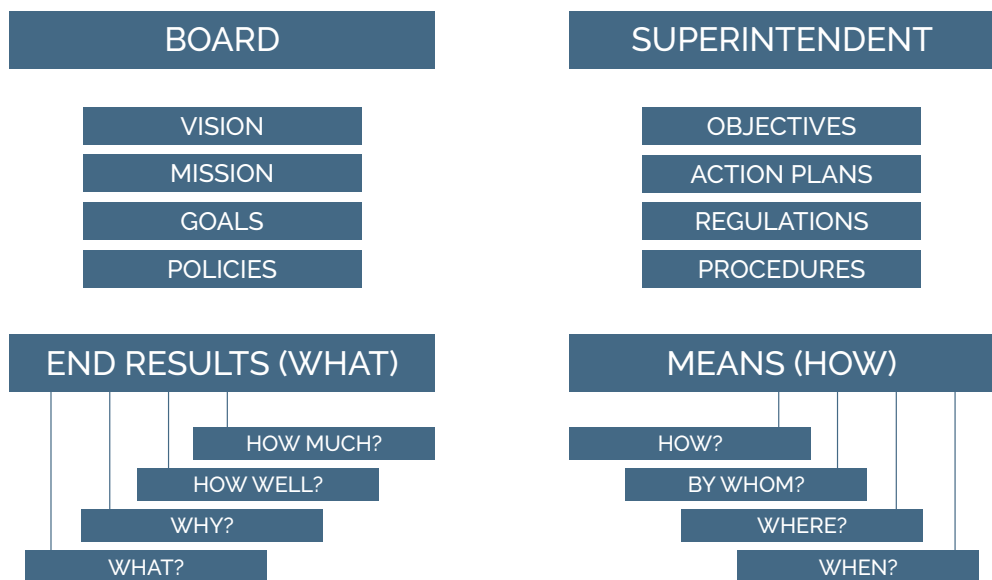 BOARD
VISION
MISSION
GOALS
POLICIES
END RESULTS (WHAT)
HOW MUCH?
HOW WELL?
WHY?
WHAT?
SUPERINTENDENT
OBJECTIVES
ACTION PLANS
REGULATIONS
PROCEDURES
MEANS (HOW)
HOW?
BY WHOM?
WHERE?
WHEN?